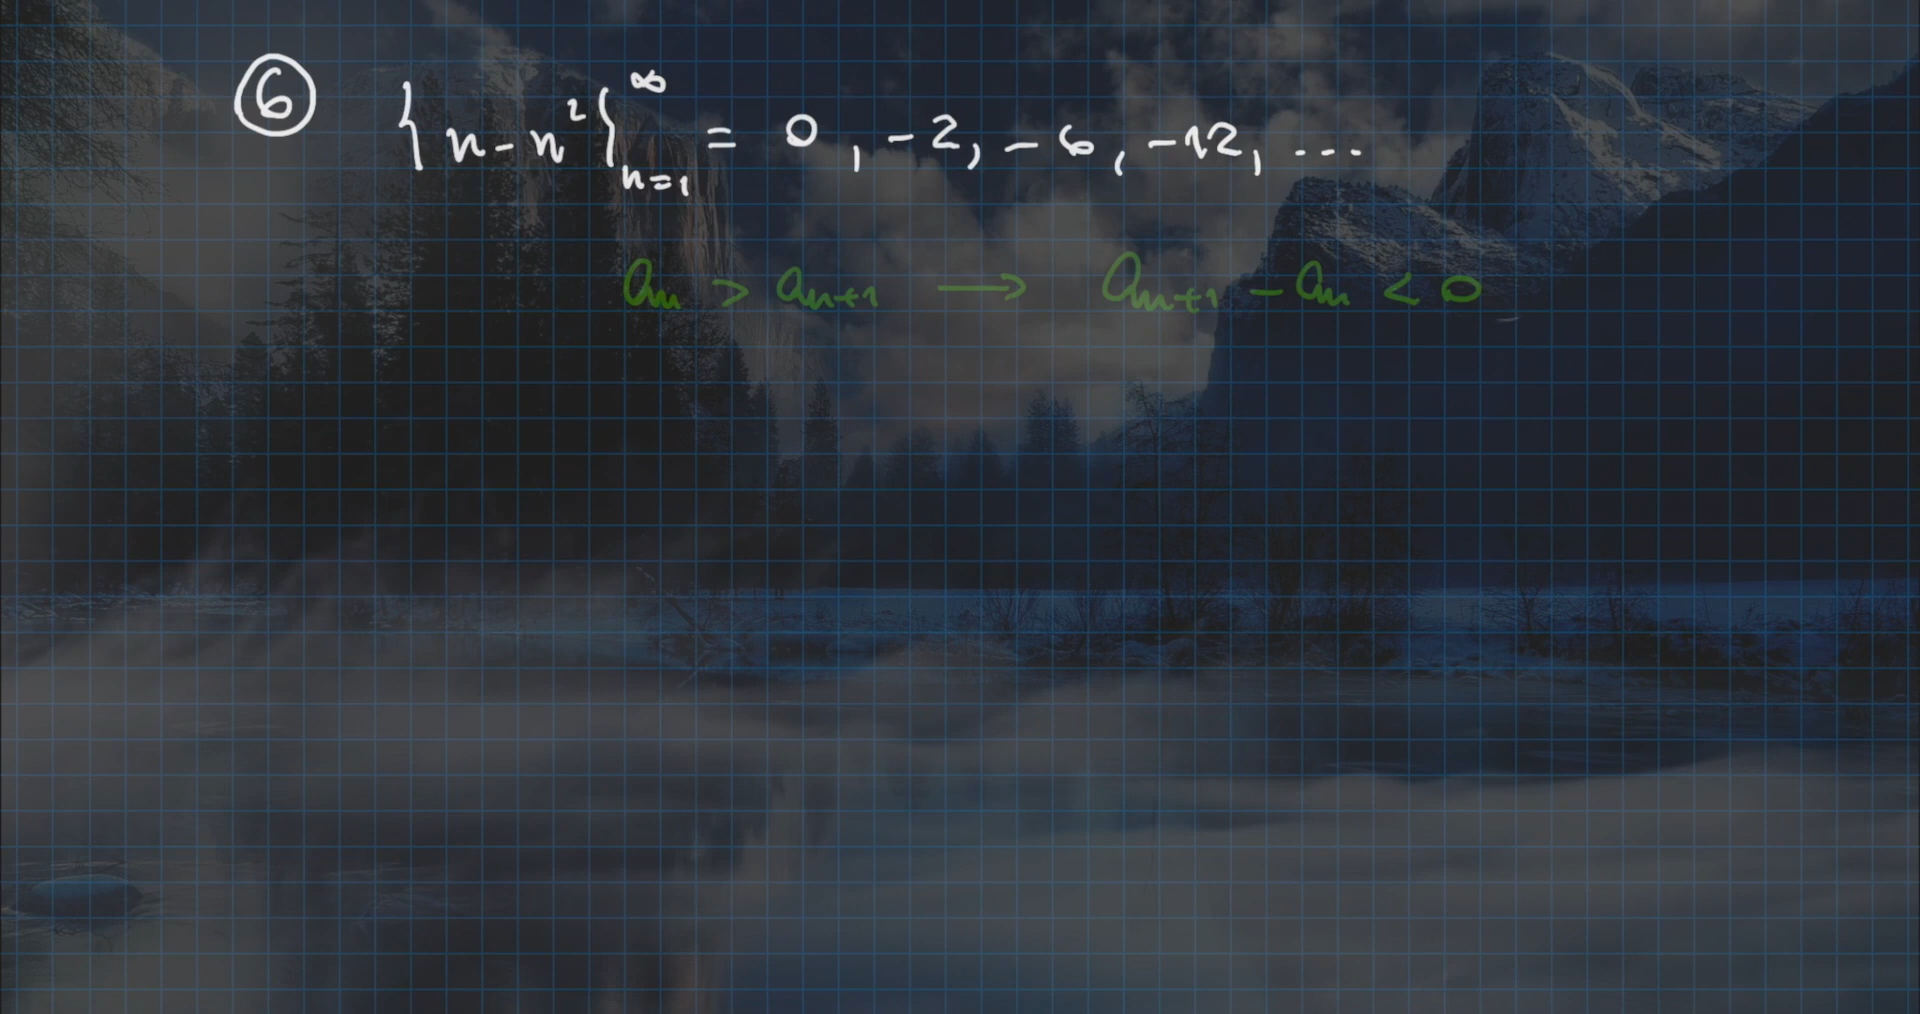 ⑥ {n-n²}ₙ₌₁^∞ = 0, -2, -6, -12, ...
aₙ > aₙ₊₁ → aₙ₊₁ - aₙ < 0